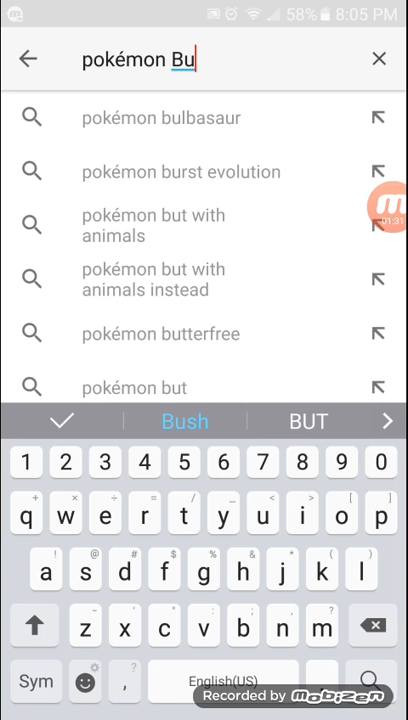 58% 8:05 PM
pokémon Bu
pokémon bulbasaur
pokémon burst evolution
pokémon but with
animals
01:31
pokémon but with
animals instead
pokémon butterfree
pokémon but
Bush BUT
1 2 3 4 5 6 7 8 9 0
+ × ÷ = / _ < > [ ]
q w e r t y u i o p
! @ # $ % & * ( )
a s d f g h j k l
- ' " : ; , ?
z x c v b n m
Sym , ? English(US)
Recorded by mobizen